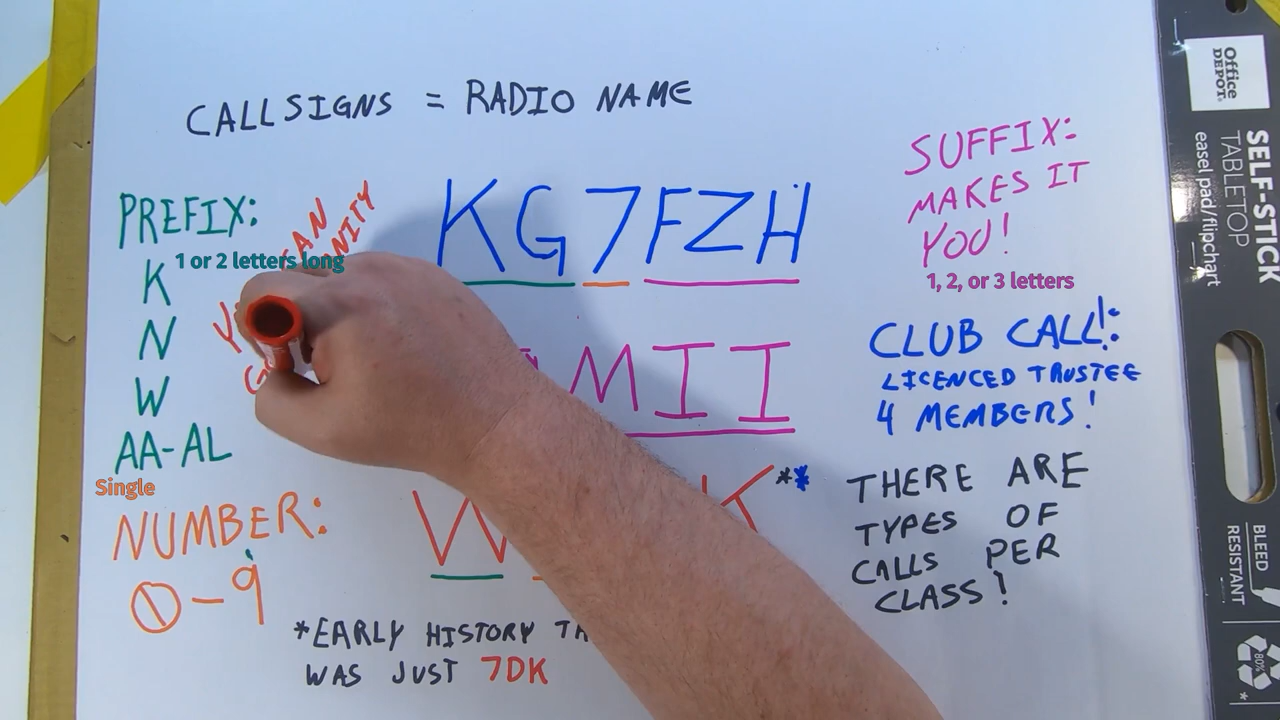 CALLSIGNS = RADIO NAME
PREFIX:
1 or 2 letters long
K
N
W
AA-AL
Single
NUMBER:
0-9
KG7FZH
MII
W
K**
*EARLY HISTORY
WAS JUST 7DK
SUFFIX:
MAKES IT
YOU!
1, 2, or 3 letters
CLUB CALL!:
LICENCED TRUSTEE
4 MEMBERS!
THERE ARE
TYPES OF
CALLS PER
CLASS!
Office
DEPOT
SELF-STICK
TABLETOP
easel pad/flipchart
BLEED
RESISTANT
80%